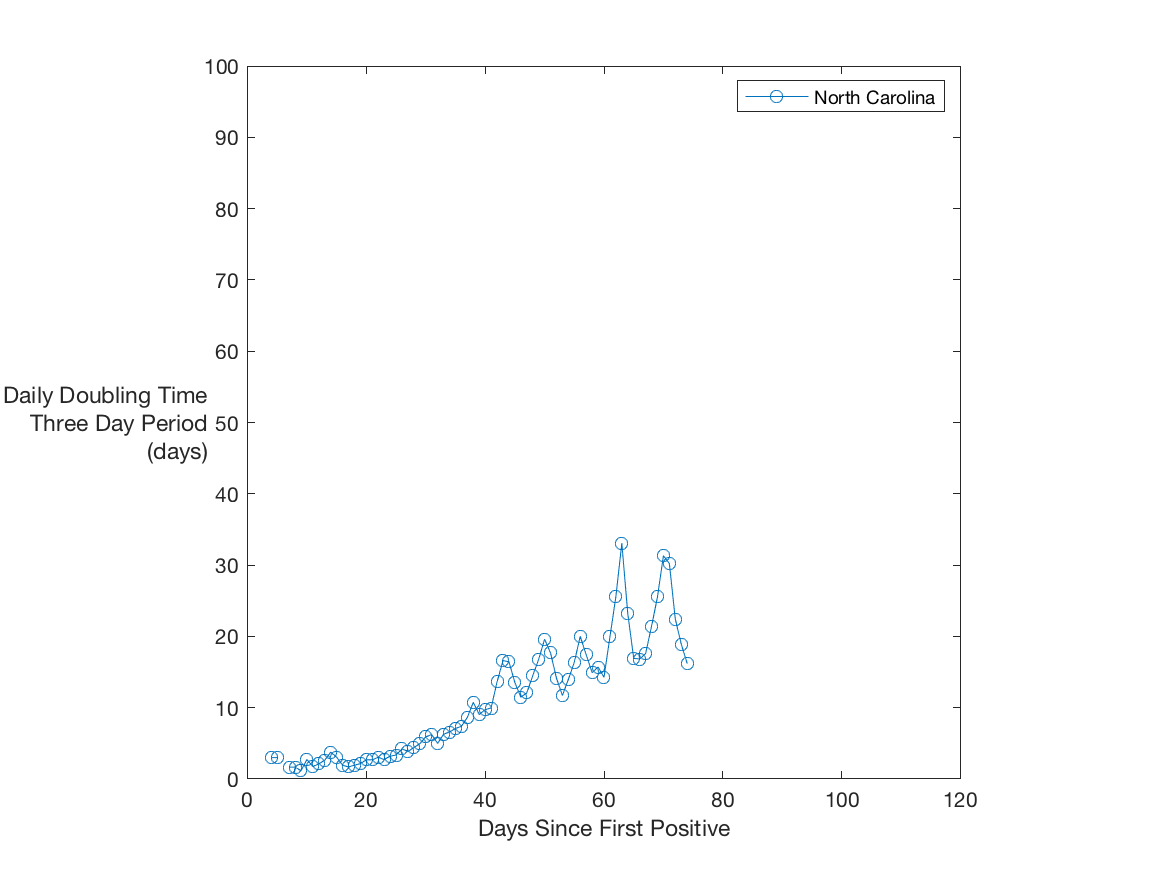 100
90
80
70
60
50
40
30
20
10
0
Daily Doubling Time
Three Day Period
(days)
North Carolina
0 20 40 60 80 100 120
Days Since First Positive